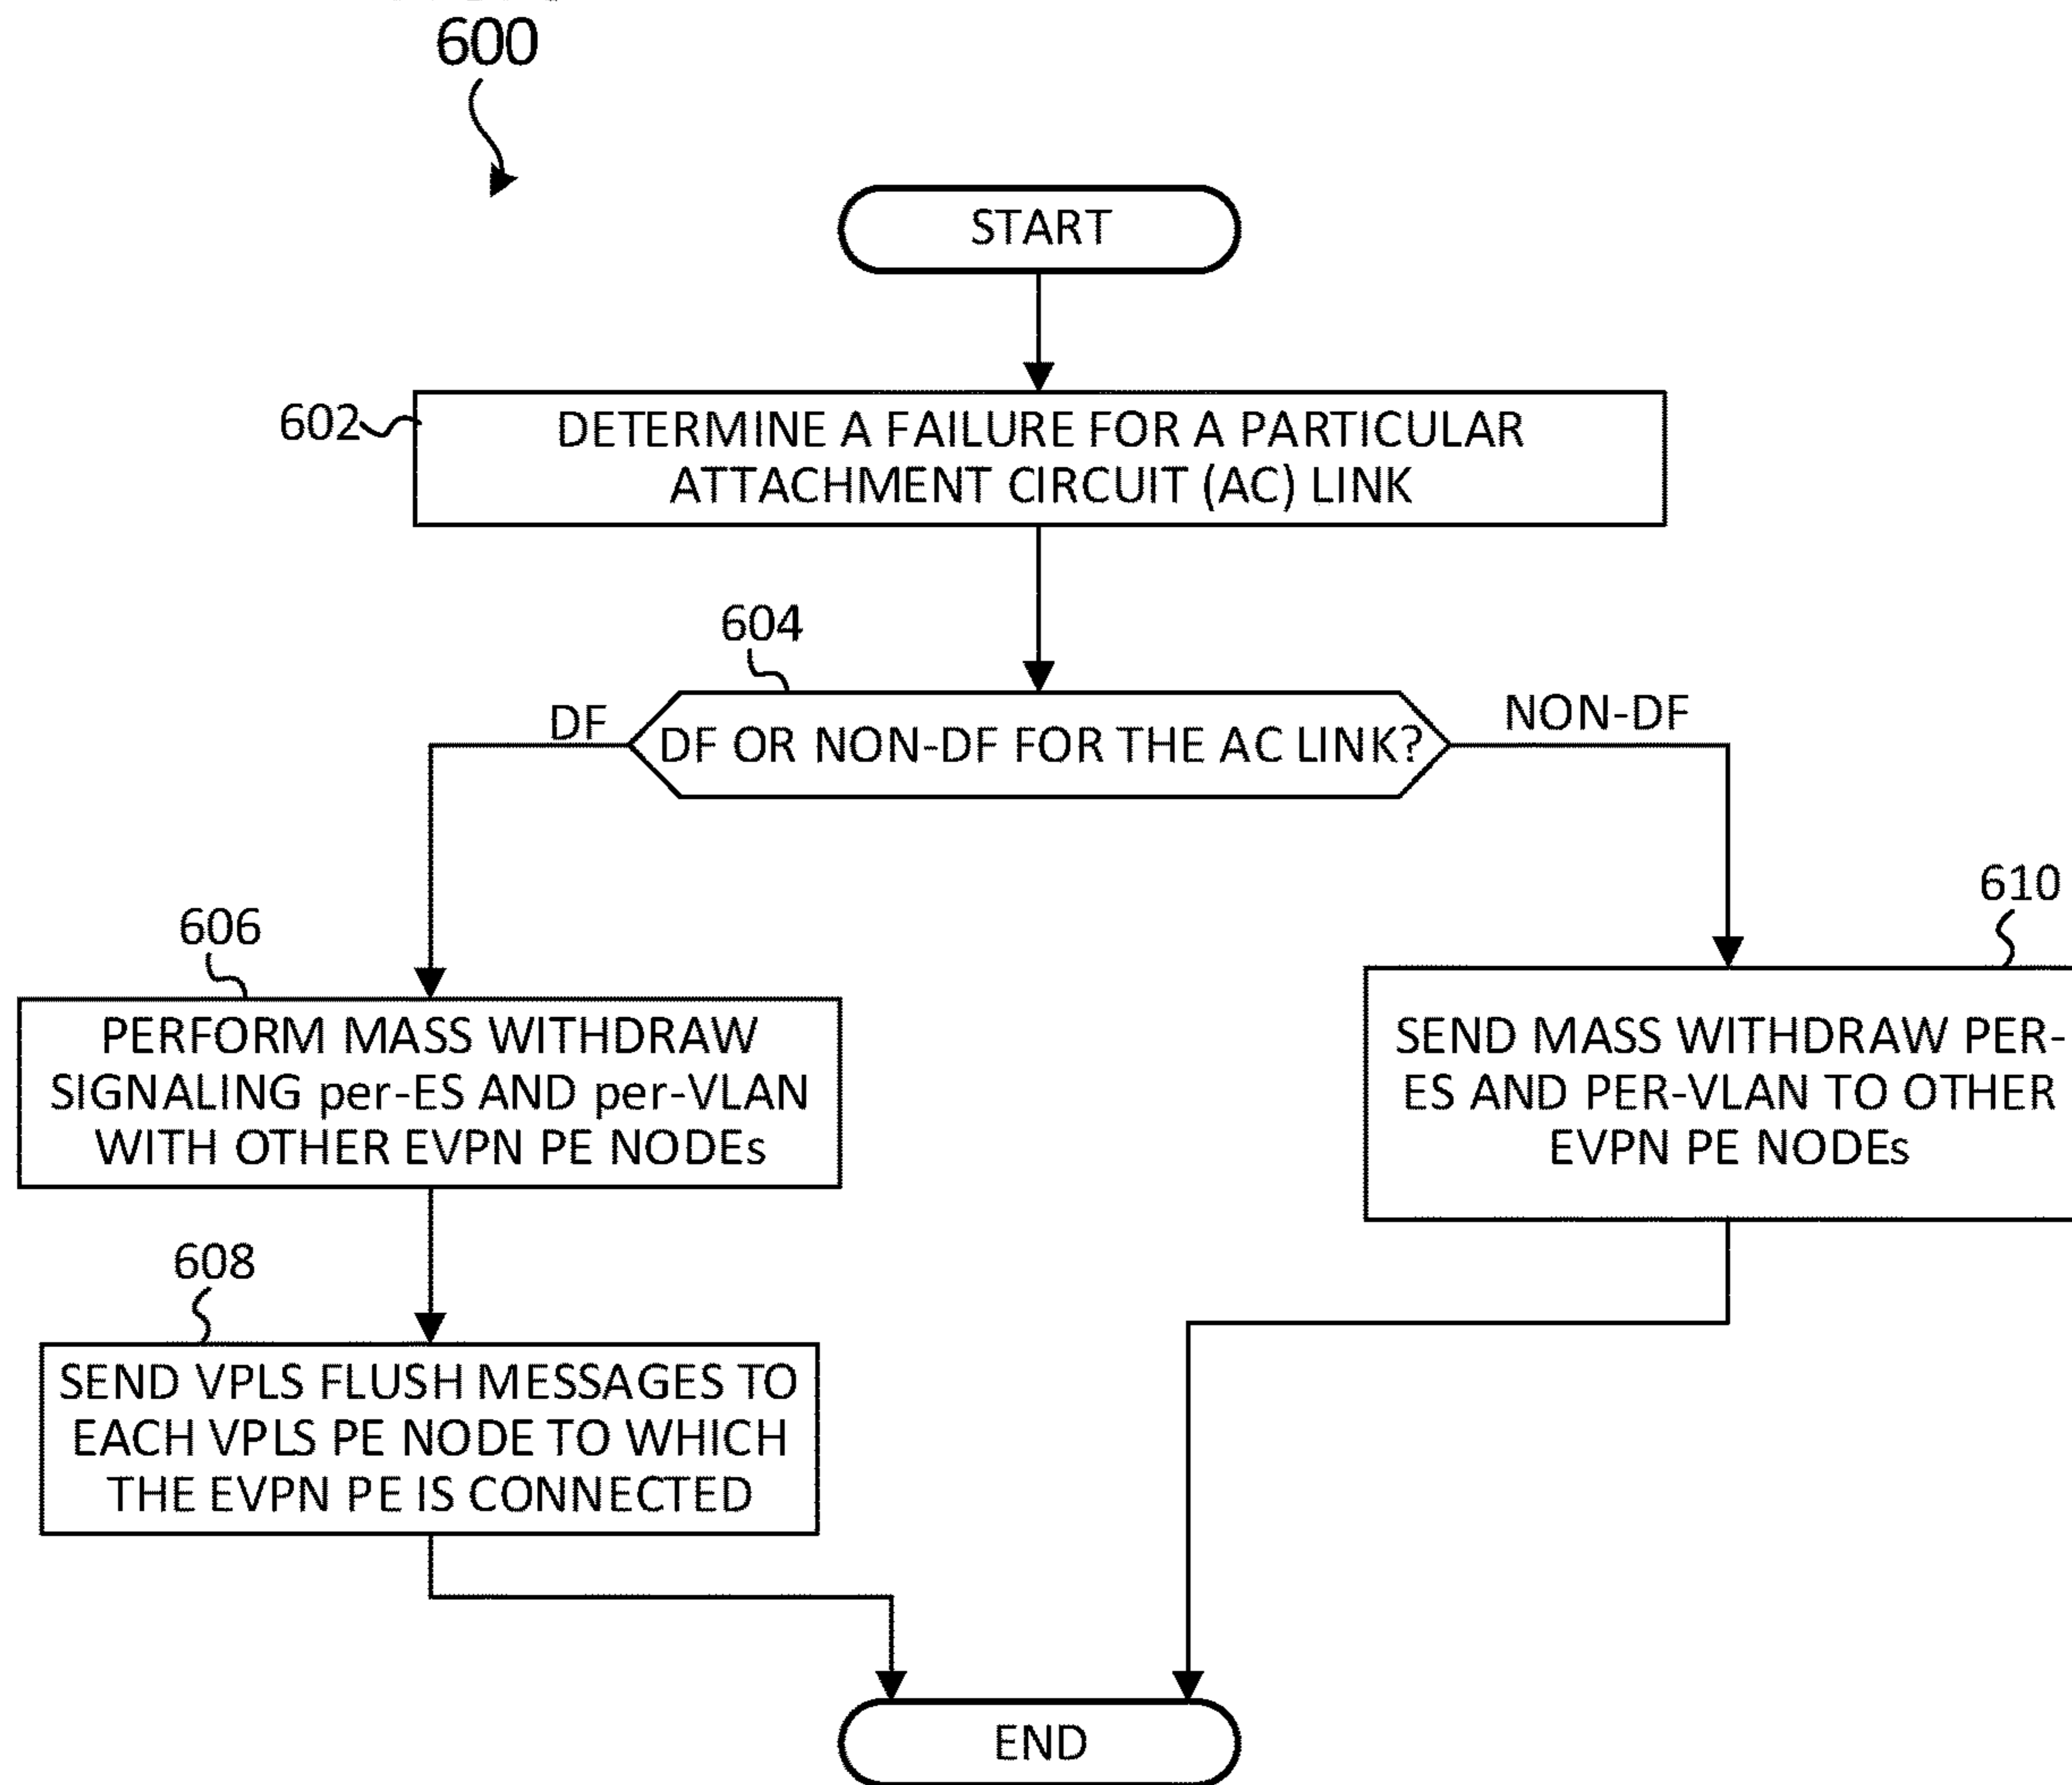 600
START
602
DETERMINE A FAILURE FOR A PARTICULAR
ATTACHMENT CIRCUIT (AC) LINK
604
DF
DF OR NON-DF FOR THE AC LINK?
NON-DF
606
PERFORM MASS WITHDRAW
SIGNALING per-ES AND per-VLAN
WITH OTHER EVPN PE NODEs
610
SEND MASS WITHDRAW PER-
ES AND PER-VLAN TO OTHER
EVPN PE NODEs
608
SEND VPLS FLUSH MESSAGES TO
EACH VPLS PE NODE TO WHICH
THE EVPN PE IS CONNECTED
END